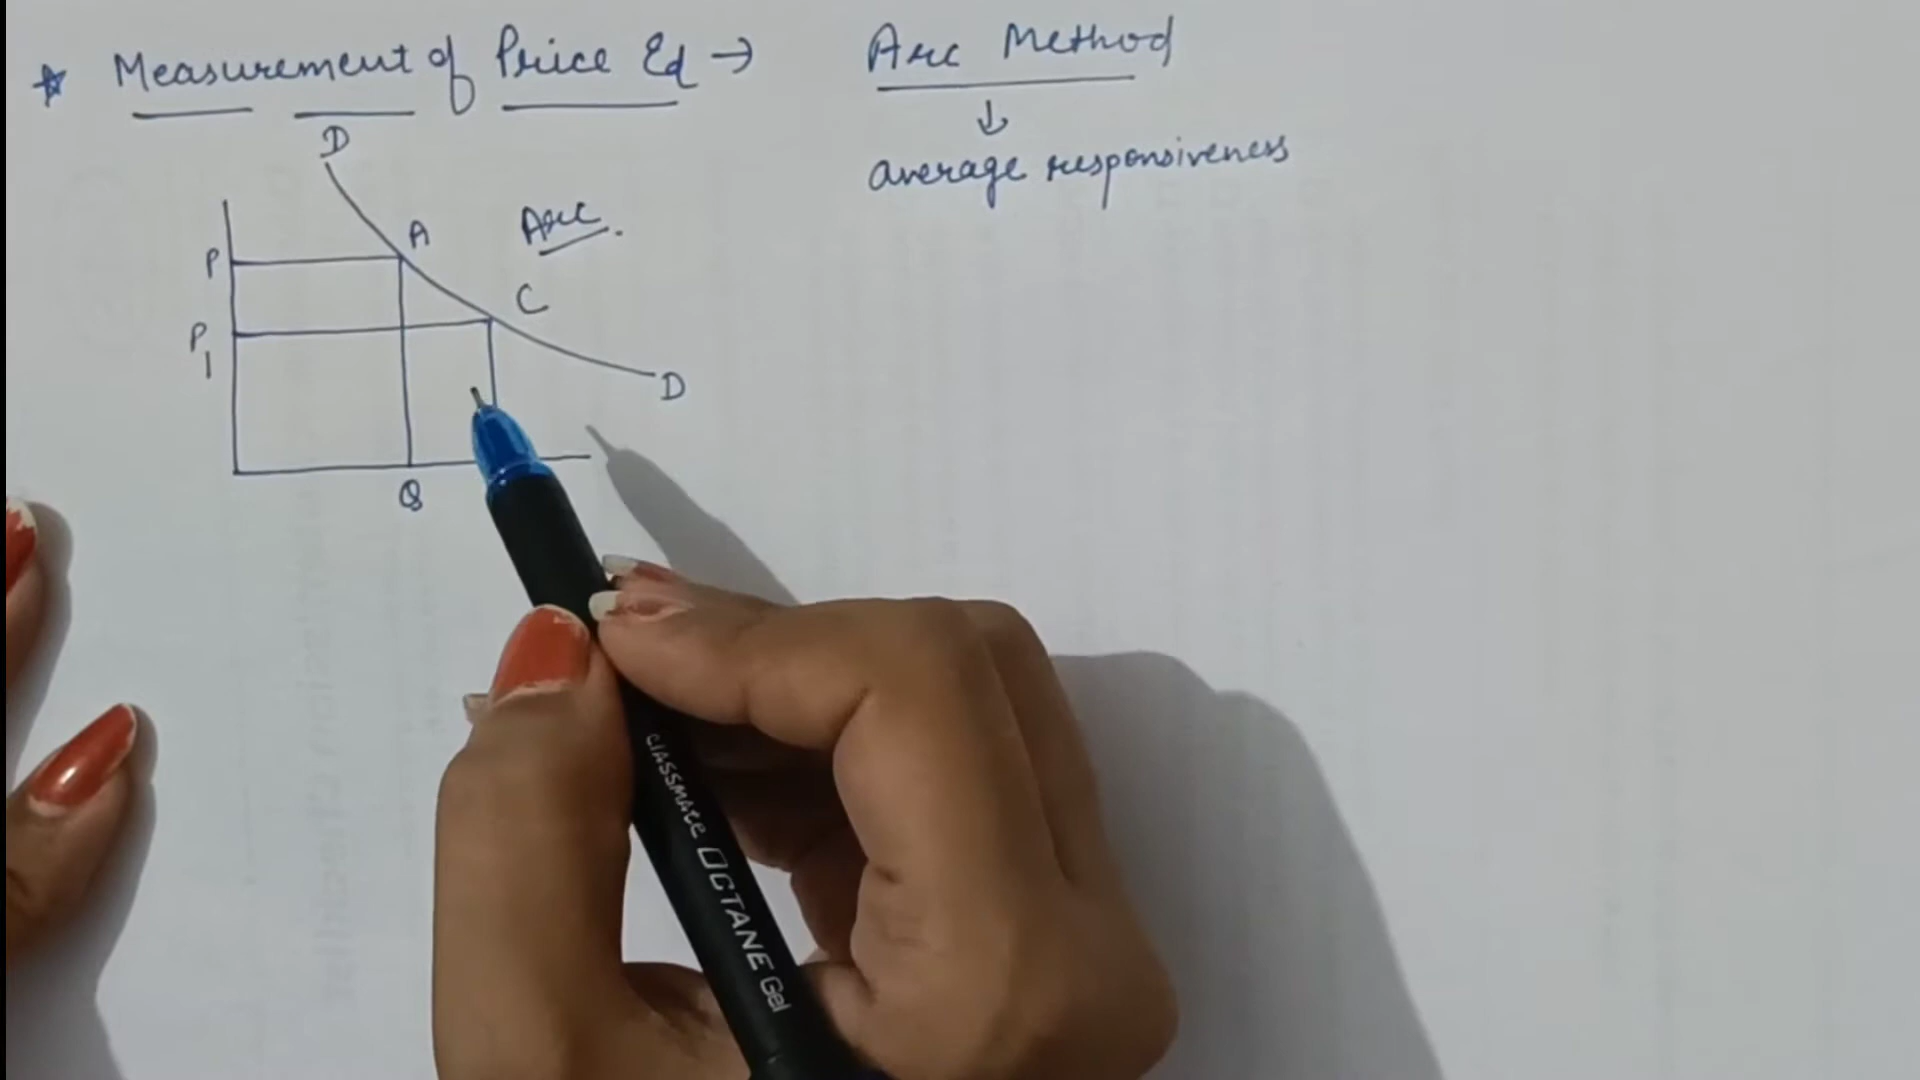 Measurement of Price Ed → Arc Method
↓
average responsiveness
D
A
Arc.
P
C
P1
D
Q
classmate OCTANE Gel